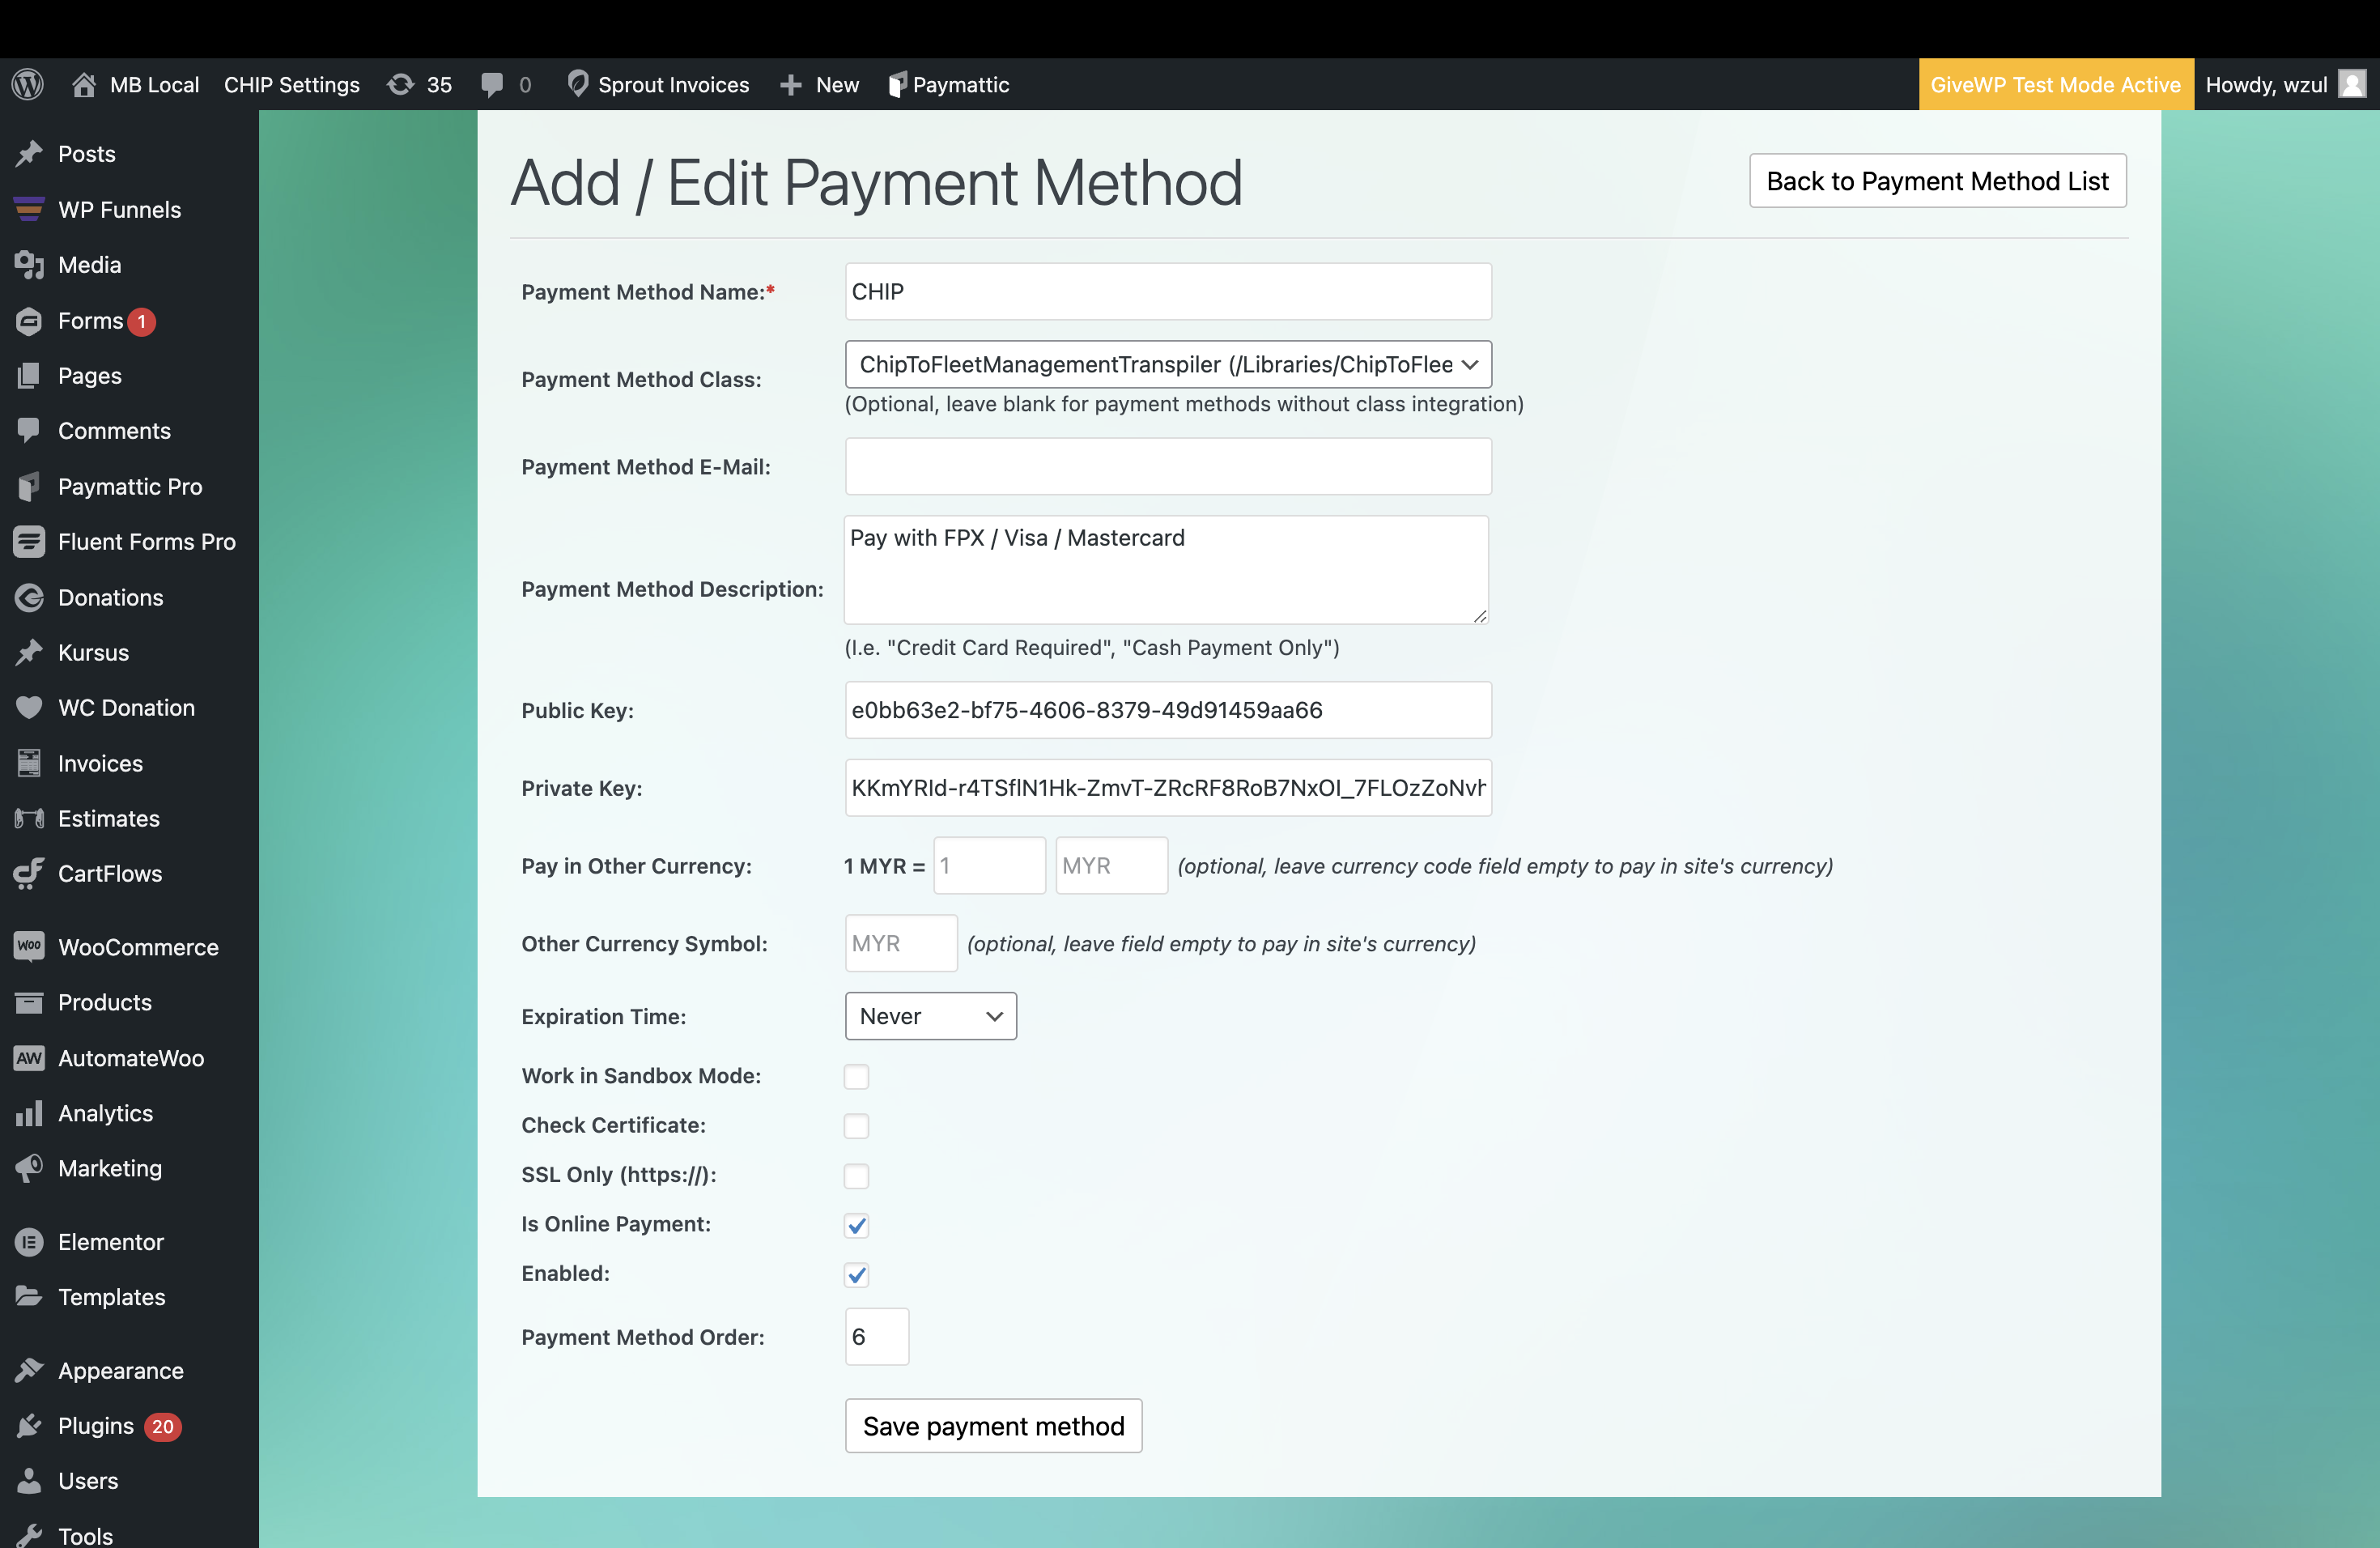 MB Local CHIP Settings 35 0 Sprout Invoices New Paymattic GiveWP Test Mode Active Howdy, wzul
Posts
WP Funnels
Media
Forms 1
Pages
Comments
Paymattic Pro
Fluent Forms Pro
Donations
Kursus
WC Donation
Invoices
Estimates
CartFlows
Woo WooCommerce
Products
AW AutomateWoo
Analytics
Marketing
Elementor
Templates
Appearance
Plugins 20
Users
Tools
Add / Edit Payment Method
Back to Payment Method List
Payment Method Name:* CHIP
Payment Method Class: ChipToFleetManagementTranspiler (/Libraries/ChipToFlee
(Optional, leave blank for payment methods without class integration)
Payment Method E-Mail:
Payment Method Description: Pay with FPX / Visa / Mastercard
(I.e. "Credit Card Required", "Cash Payment Only")
Public Key: e0bb63e2-bf75-4606-8379-49d91459aa66
Private Key:
Pay in Other Currency: 1 MYR = 1 MYR (optional, leave currency code field empty to pay in site's currency)
Other Currency Symbol: MYR (optional, leave field empty to pay in site's currency)
Expiration Time: Never
Work in Sandbox Mode:
Check Certificate:
SSL Only (https://):
Is Online Payment:
Enabled:
Payment Method Order: 6
Save payment method